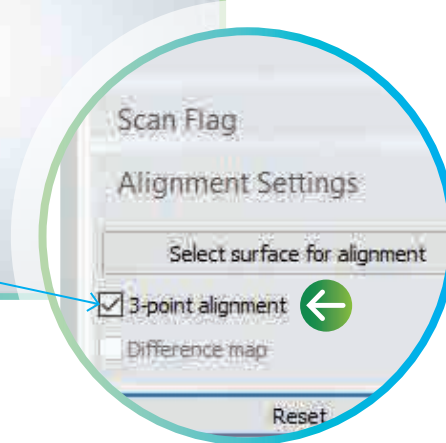 Scan Flag
Alignment Settings
Select surface for alignment
3-point alignment
Difference map
Reset